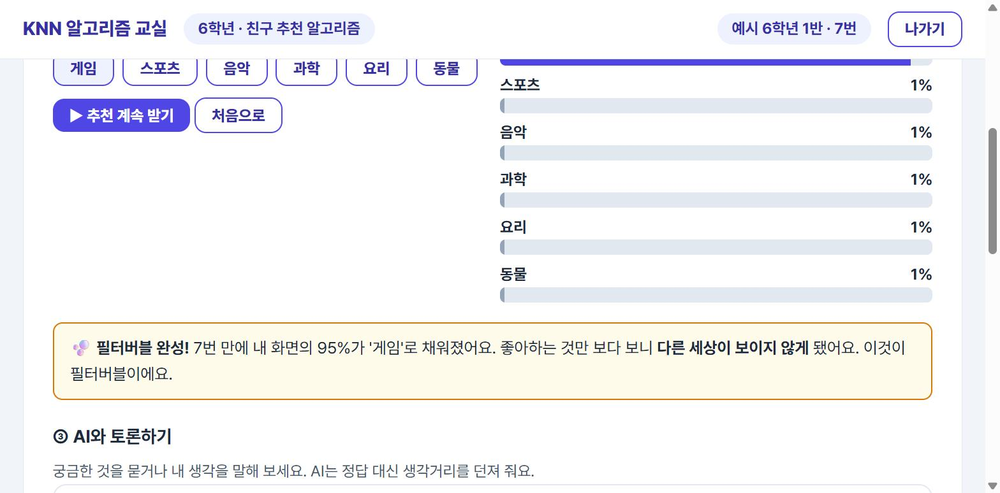 KNN 알고리즘 교실
6학년 · 친구 추천 알고리즘
예시 6학년 1반 · 7번
나가기
게임
스포츠
음악
과학
요리
동물
▶ 추천 계속 받기
처음으로
스포츠 1%
음악 1%
과학 1%
요리 1%
동물 1%
필터버블 완성! 7번 만에 내 화면의 95%가 '게임'로 채워졌어요. 좋아하는 것만 보다 보니 다른 세상이 보이지 않게 됐어요. 이것이
필터버블이에요.
③ AI와 토론하기
궁금한 것을 묻거나 내 생각을 말해 보세요. AI는 정답 대신 생각거리를 던져 줘요.